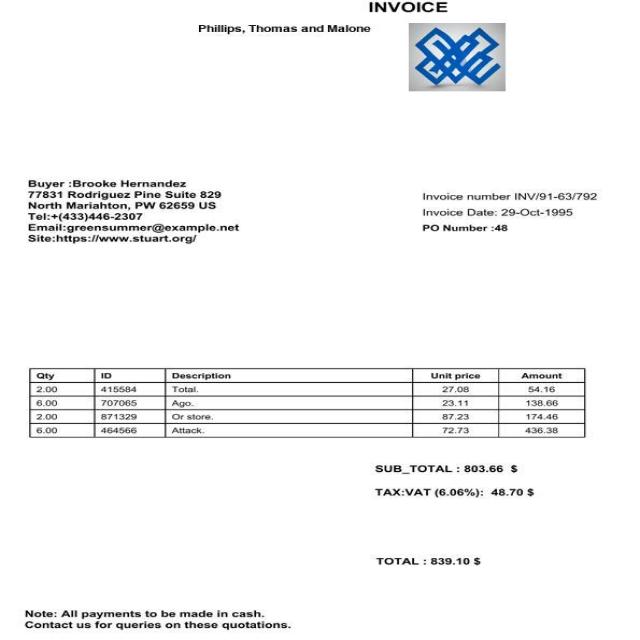 INVOICE
Phillips, Thomas and Malone
Buyer :Brooke Hernandez
77831 Rodriguez Pine Suite 829
North Mariahton, PW 62659 US
Tel:+(433)446-2307
Email:greensummer@example.net
Site:https://www.stuart.org/
Invoice number INV/91-63/792
Invoice Date: 29-Oct-1995
PO Number :48
Qty ID Description Unit price Amount
2.00 415584 Total. 27.08 54.16
6.00 707065 Ago. 23.11 138.66
2.00 871329 Or store. 87.23 174.46
6.00 464566 Attack. 72.73 436.38
SUB_TOTAL : 803.66 $
TAX:VAT (6.06%): 48.70 $
TOTAL : 839.10 $
Note: All payments to be made in cash.
Contact us for queries on these quotations.